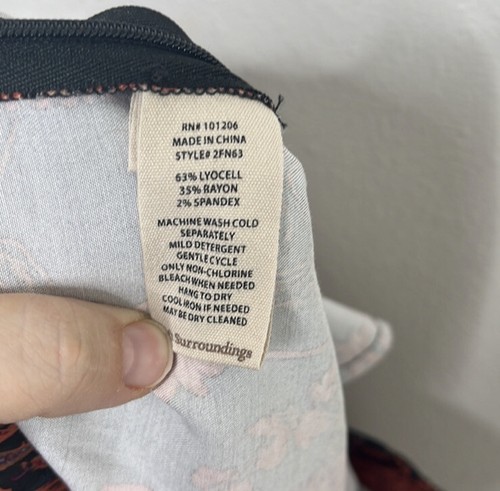 RN# 101206
MADE IN CHINA
STYLE# 2FN63
63% LYOCELL
35% RAYON
2% SPANDEX
MACHINE WASH COLD
SEPARATELY
MILD DETERGENT
GENTLE CYCLE
ONLY NON-CHLORINE
BLEACH WHEN NEEDED
HANG TO DRY
COOL IRON IF NEEDED
MAY BE DRY CLEANED
Surroundings